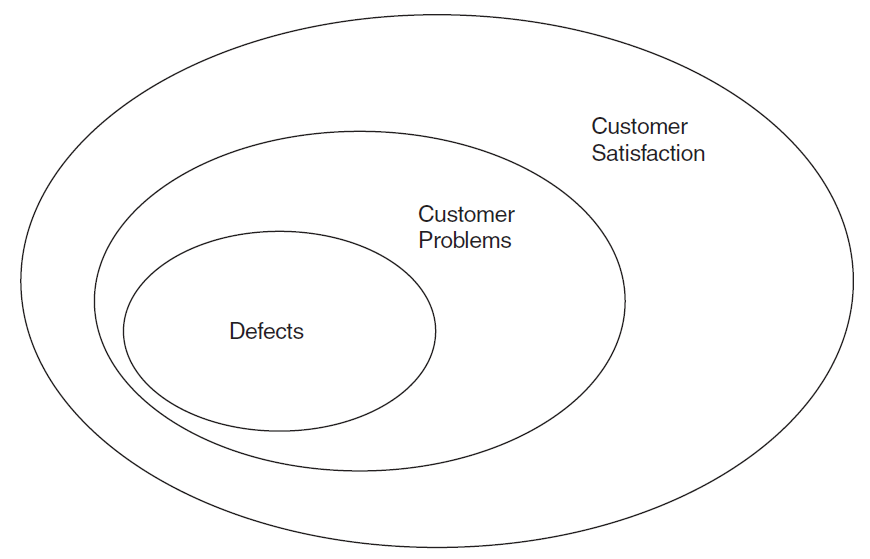 Customer
Satisfaction
Customer
Problems
Defects